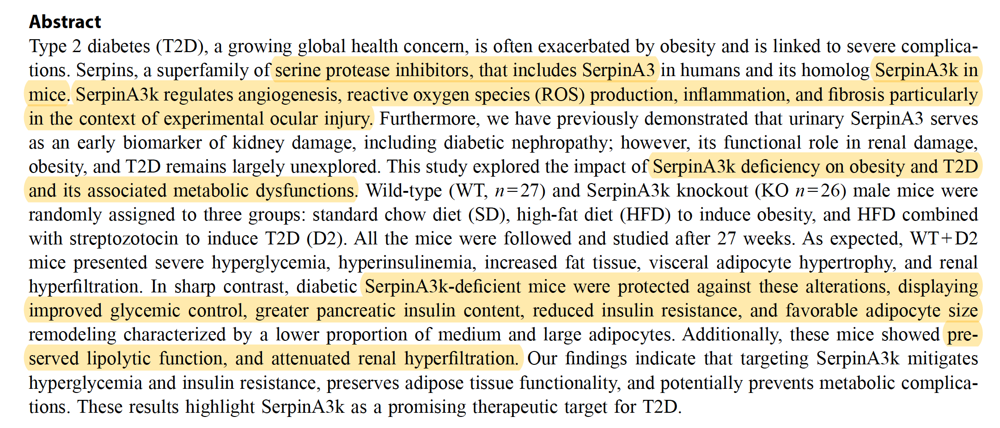 Abstract
Type 2 diabetes (T2D), a growing global health concern, is often exacerbated by obesity and is linked to severe complica-
tions. Serpins, a superfamily of serine protease inhibitors, that includes SerpinA3 in humans and its homolog SerpinA3k in
mice. SerpinA3k regulates angiogenesis, reactive oxygen species (ROS) production, inflammation, and fibrosis particularly
in the context of experimental ocular injury. Furthermore, we have previously demonstrated that urinary SerpinA3 serves
as an early biomarker of kidney damage, including diabetic nephropathy; however, its functional role in renal damage,
obesity, and T2D remains largely unexplored. This study explored the impact of SerpinA3k deficiency on obesity and T2D
and its associated metabolic dysfunctions. Wild-type (WT, n=27) and SerpinA3k knockout (KO n=26) male mice were
randomly assigned to three groups: standard chow diet (SD), high-fat diet (HFD) to induce obesity, and HFD combined
with streptozotocin to induce T2D (D2). All the mice were followed and studied after 27 weeks. As expected, WT+D2
mice presented severe hyperglycemia, hyperinsulinemia, increased fat tissue, visceral adipocyte hypertrophy, and renal
hyperfiltration. In sharp contrast, diabetic SerpinA3k-deficient mice were protected against these alterations, displaying
improved glycemic control, greater pancreatic insulin content, reduced insulin resistance, and favorable adipocyte size
remodeling characterized by a lower proportion of medium and large adipocytes. Additionally, these mice showed pre-
served lipolytic function, and attenuated renal hyperfiltration. Our findings indicate that targeting SerpinA3k mitigates
hyperglycemia and insulin resistance, preserves adipose tissue functionality, and potentially prevents metabolic complica-
tions. These results highlight SerpinA3k as a promising therapeutic target for T2D.